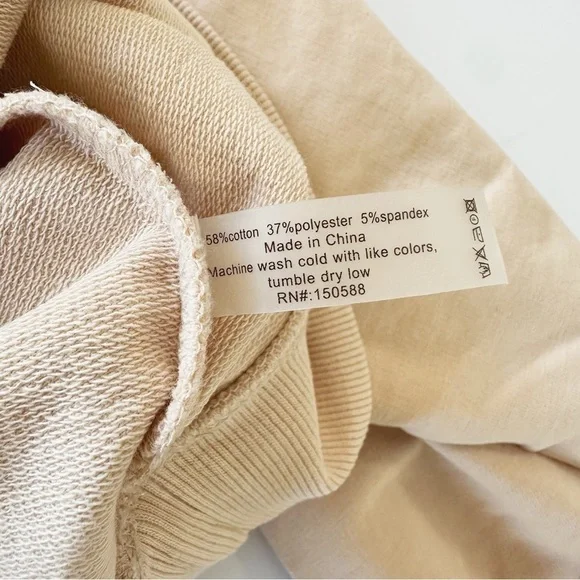 58%cotton 37%polyester 5%spandex
Made in China
Machine wash cold with like colors,
tumble dry low
RN#:150588